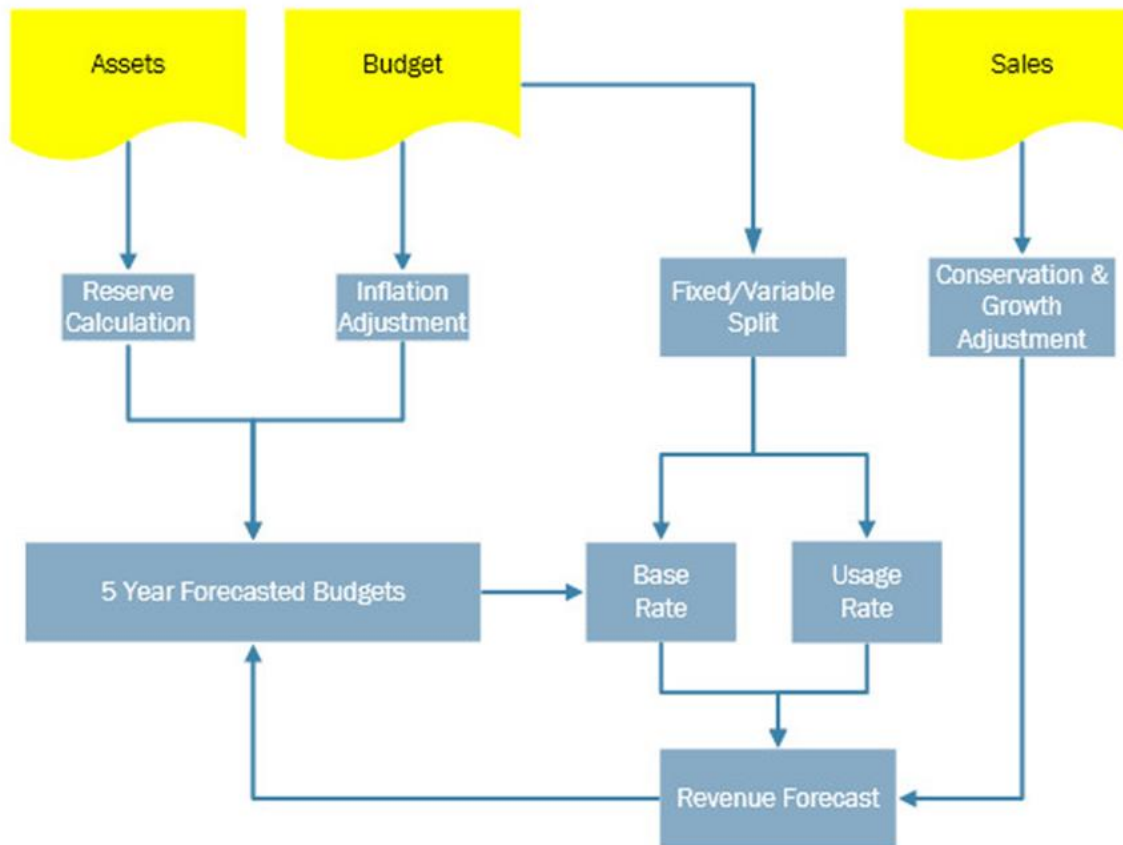 Assets
Budget
Sales
Reserve
Calculation
Inflation
Adjustment
Fixed/Variable
Split
Conservation &
Growth
Adjustment
5 Year Forecasted Budgets
Base
Rate
Usage
Rate
Revenue Forecast